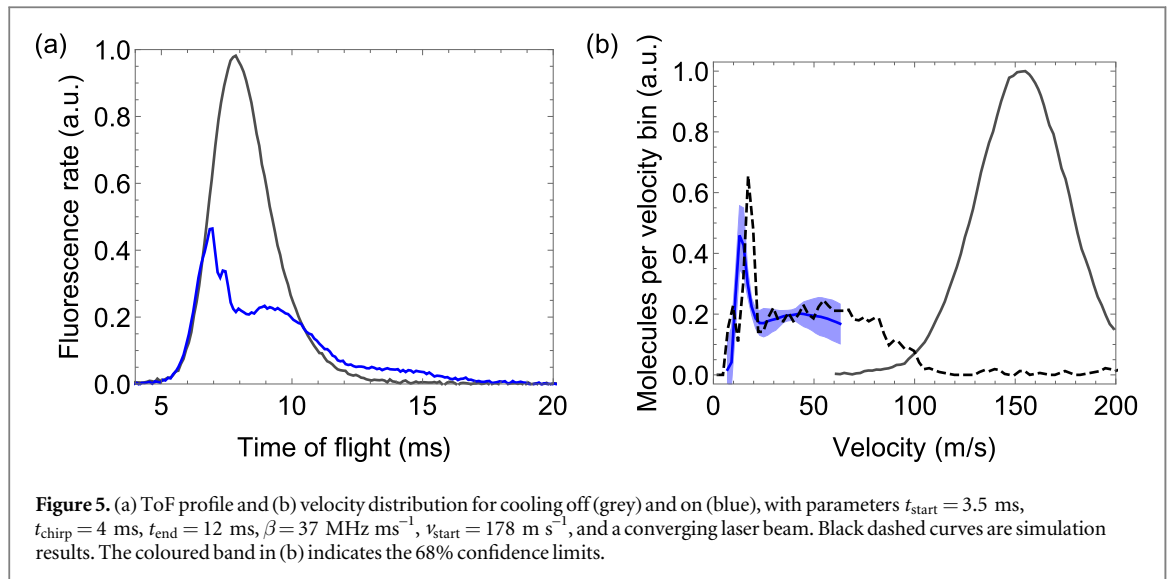 (a)
1.0
0.8
0.6
0.4
0.2
0.0
Fluorescence rate (a.u.)
5 10 15 20
Time of flight (ms)
(b)
1.0
0.8
0.6
0.4
0.2
0.0
Molecules per velocity bin (a.u.)
0 50 100 150 200
Velocity (m/s)
Figure 5. (a) ToF profile and (b) velocity distribution for cooling off (grey) and on (blue), with parameters t_start = 3.5 ms,
t_chirp = 4 ms, t_end = 12 ms, β = 37 MHz ms⁻¹, v_start = 178 m s⁻¹, and a converging laser beam. Black dashed curves are simulation
results. The coloured band in (b) indicates the 68% confidence limits.